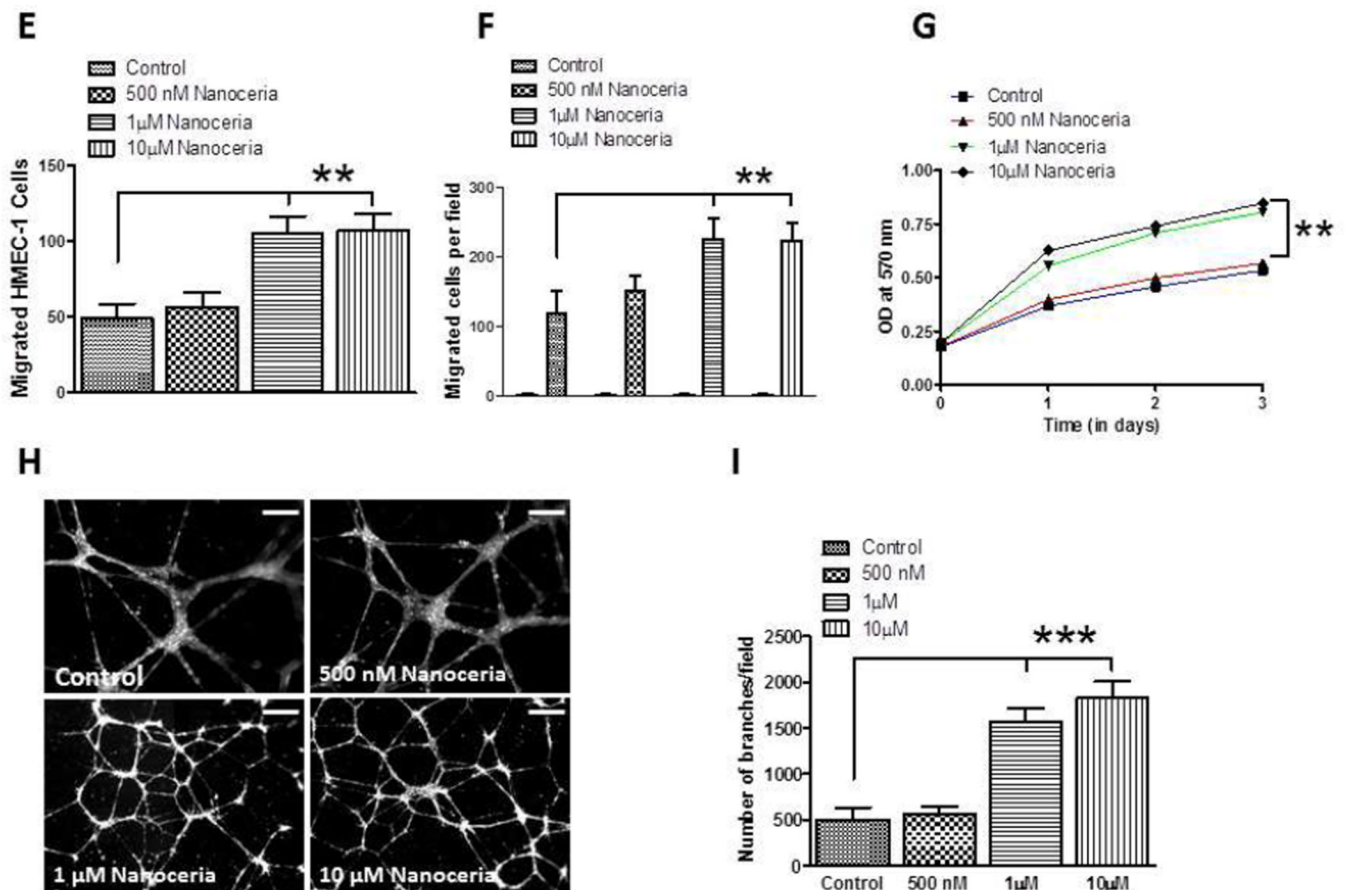 E
Control
500 nM Nanoceria
1μM Nanoceria
10μM Nanoceria
Migrated HMEC-1 Cells
150
100
50
0
**
F
Control
500 nM Nanoceria
1μM Nanoceria
10μM Nanoceria
Migrated cells per field
300
200
100
0
**
G
Control
500 nM Nanoceria
1μM Nanoceria
10μM Nanoceria
OD at 570 nm
1.00
0.75
0.50
0.25
0.00
0 1 2 3
Time (in days)
**
H
Control
500 nM Nanoceria
1 μM Nanoceria
10 μM Nanoceria
I
Control
500 nM
1μM
10μM
Number of branches/field
2500
2000
1500
1000
500
0
***
Control 500 nM 1μM 10μM